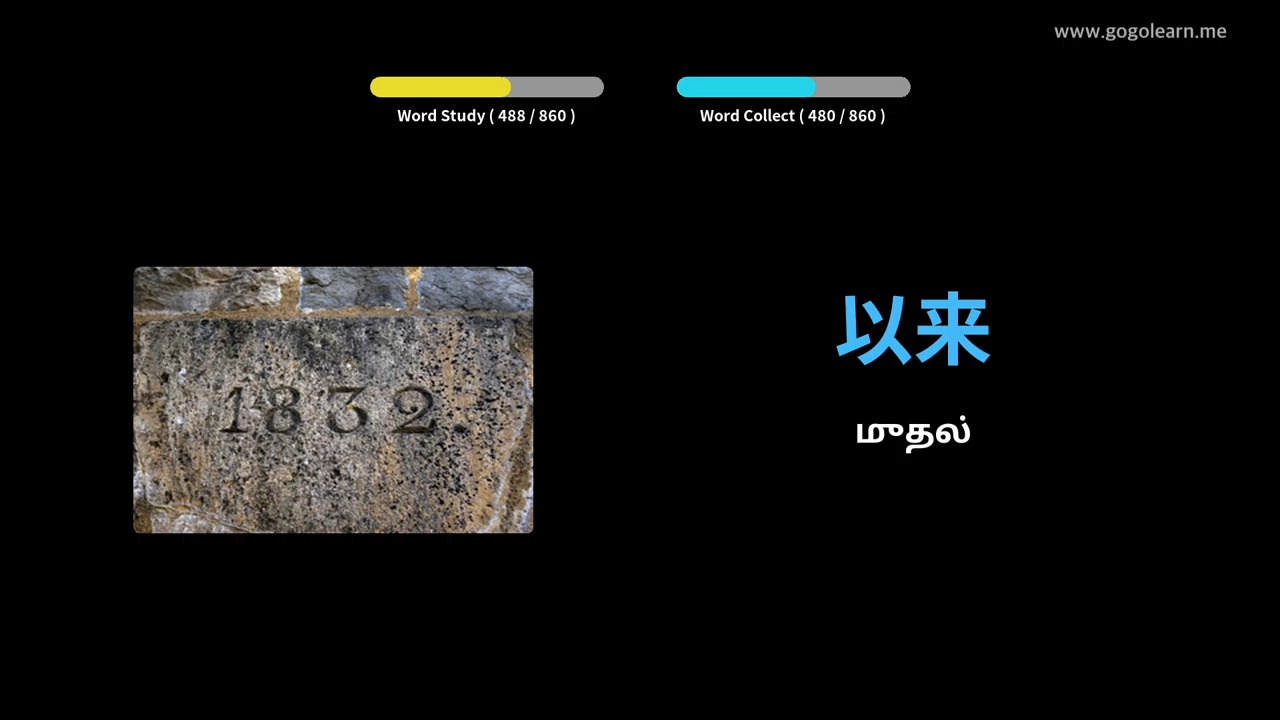 www.gogolearn.me
Word Study ( 488 / 860 )
Word Collect ( 480 / 860 )
1832.
以来
முதல்